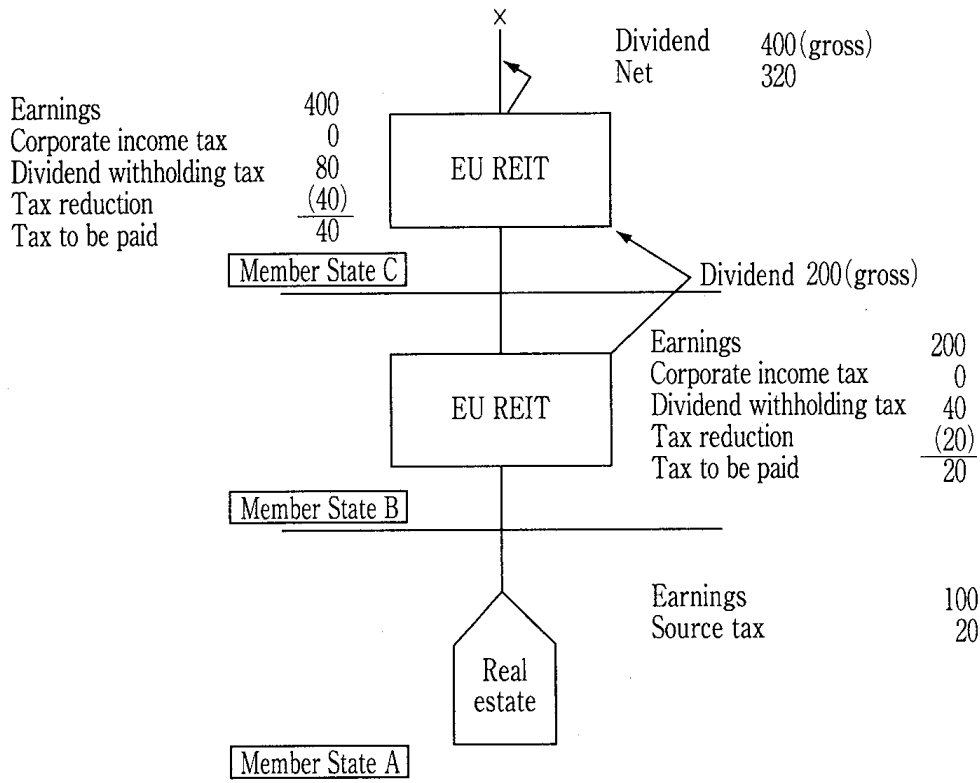 X
Dividend 400(gross)
Net 320
Earnings 400
Corporate income tax 0
Dividend withholding tax 80
Tax reduction (40)
Tax to be paid 40
EU REIT
Member State C
Dividend 200(gross)
EU REIT
Earnings 200
Corporate income tax 0
Dividend withholding tax 40
Tax reduction (20)
Tax to be paid 20
Member State B
Earnings 100
Source tax 20
Real
estate
Member State A